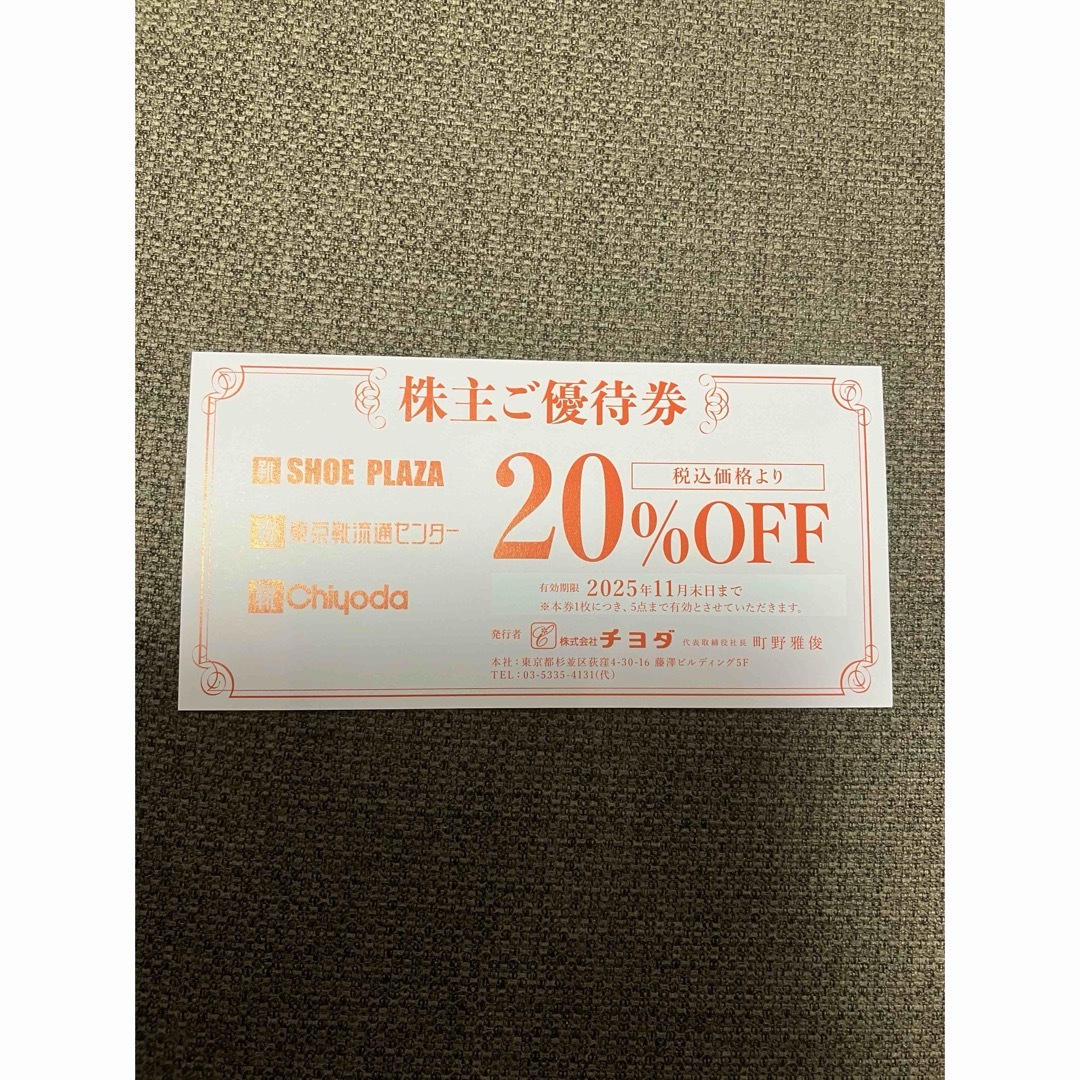 株主ご優待券
靴 SHOE PLAZA
靴 東京靴流通センター
靴 Chiyoda
税込価格より
20%OFF
有効期限 2025年11月末日まで
※本券1枚につき、5点まで有効とさせていただきます。
発行者 株式会社チヨダ 代表取締役社長 町野雅俊
本社：東京都杉並区荻窪4-30-16 藤澤ビルディング5F
TEL：03-5335-4131(代)